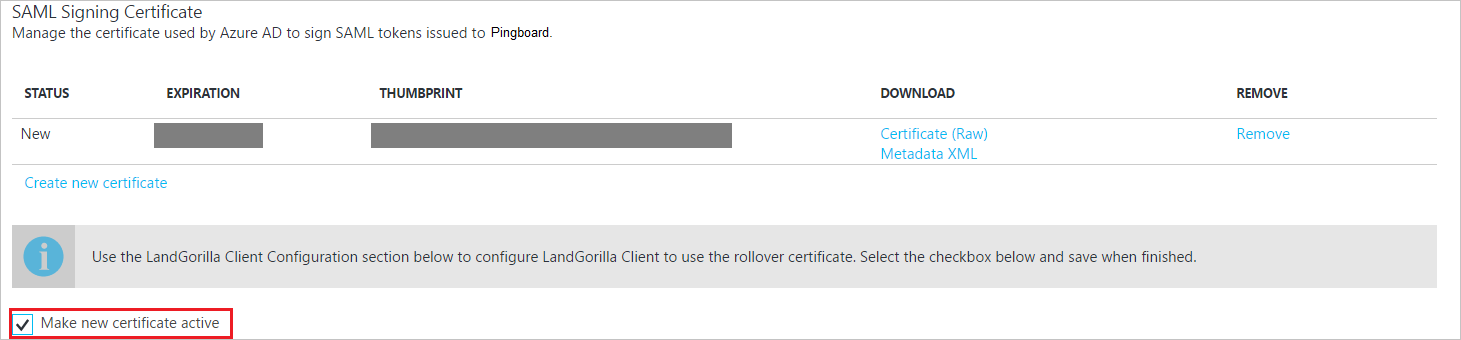 SAML Signing Certificate
Manage the certificate used by Azure AD to sign SAML tokens issued to Pingboard.
STATUS EXPIRATION THUMBPRINT DOWNLOAD REMOVE
New Certificate (Raw) Remove
Metadata XML
Create new certificate
Use the LandGorilla Client Configuration section below to configure LandGorilla Client to use the rollover certificate. Select the checkbox below and save when finished.
Make new certificate active